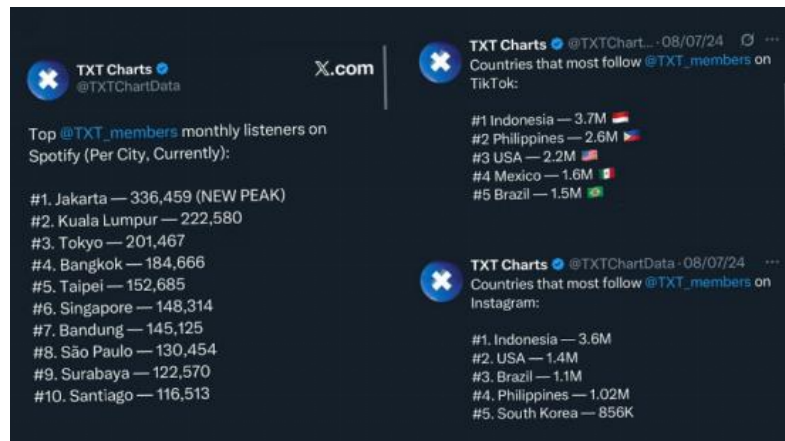 TXT Charts
@TXTChartData
X.com
Top @TXT_members monthly listeners on
Spotify (Per City, Currently):
#1. Jakarta — 336,459 (NEW PEAK)
#2. Kuala Lumpur — 222,580
#3. Tokyo — 201,467
#4. Bangkok — 184,666
#5. Taipei — 152,685
#6. Singapore — 148,314
#7. Bandung — 145,125
#8. São Paulo — 130,454
#9. Surabaya — 122,570
#10. Santiago — 116,513
TXT Charts @TXTChart... · 08/07/24
Countries that most follow @TXT_members on
TikTok:
#1 Indonesia — 3.7M 🇮🇩
#2 Philippines — 2.6M 🇵🇭
#3 USA — 2.2M 🇺🇸
#4 Mexico — 1.6M 🇲🇽
#5 Brazil — 1.5M 🇧🇷
TXT Charts @TXTChartData · 08/07/24
Countries that most follow @TXT_members on
Instagram:
#1. Indonesia — 3.6M
#2. USA — 1.4M
#3. Brazil — 1.1M
#4. Philippines — 1.02M
#5. South Korea — 856K